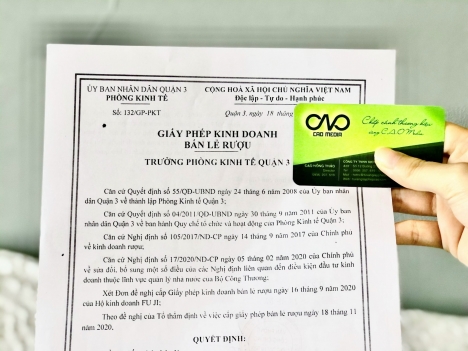 ỦY BAN NHÂN DÂN QUẬN 3
PHÒNG KINH TẾ
Số: 132/GP-PKT
CỘNG HOÀ XÃ HỘI CHỦ NGHĨA VIỆT NAM
Độc lập - Tự do - Hạnh phúc
Quận 3, ngày 18 tháng
GIẤY PHÉP KINH DOANH
BÁN LẺ RƯỢU
TRƯỞNG PHÒNG KINH TẾ QUẬN 3
Căn cứ Quyết định số 55/QĐ-UBND ngày 24 tháng 6 năm 2008 của Ủy ban nhân
dân Quận 3 về thành lập Phòng Kinh tế Quận 3;
Căn cứ Quyết định số 04/2011/QĐ-UBND ngày 30 tháng 9 năm 2011 của Ủy ban
nhân dân Quận 3 về ban hành Quy chế tổ chức và hoạt động của Phòng Kinh tế Quận 3;
Căn cứ Nghị định số 105/2017/NĐ-CP ngày 14 tháng 9 năm 2017 của Chính phủ
về kinh doanh rượu;
Căn cứ Nghị định số 17/2020/NĐ-CP ngày 05 tháng 02 năm 2020 của Chính phủ
về sửa đổi, bổ sung một số điều của các Nghị định liên quan đến điều kiện đầu tư kinh
doanh thuộc lĩnh vực quản lý nhà nước của Bộ Công Thương;
Xét Đơn đề nghị cấp Giấy phép kinh doanh bán lẻ rượu ngày 16 tháng 9 năm 2020
của Hộ kinh doanh FU JI;
Theo đề nghị của Tổ thẩm định về việc cấp giấy phép bán lẻ rượu ngày 18 tháng 11
năm 2020,
QUYẾT ĐỊNH:
CAO MEDIA
Chắp cánh thương hiệu
cùng C.A.O Media
CAO HỒNG THẢO